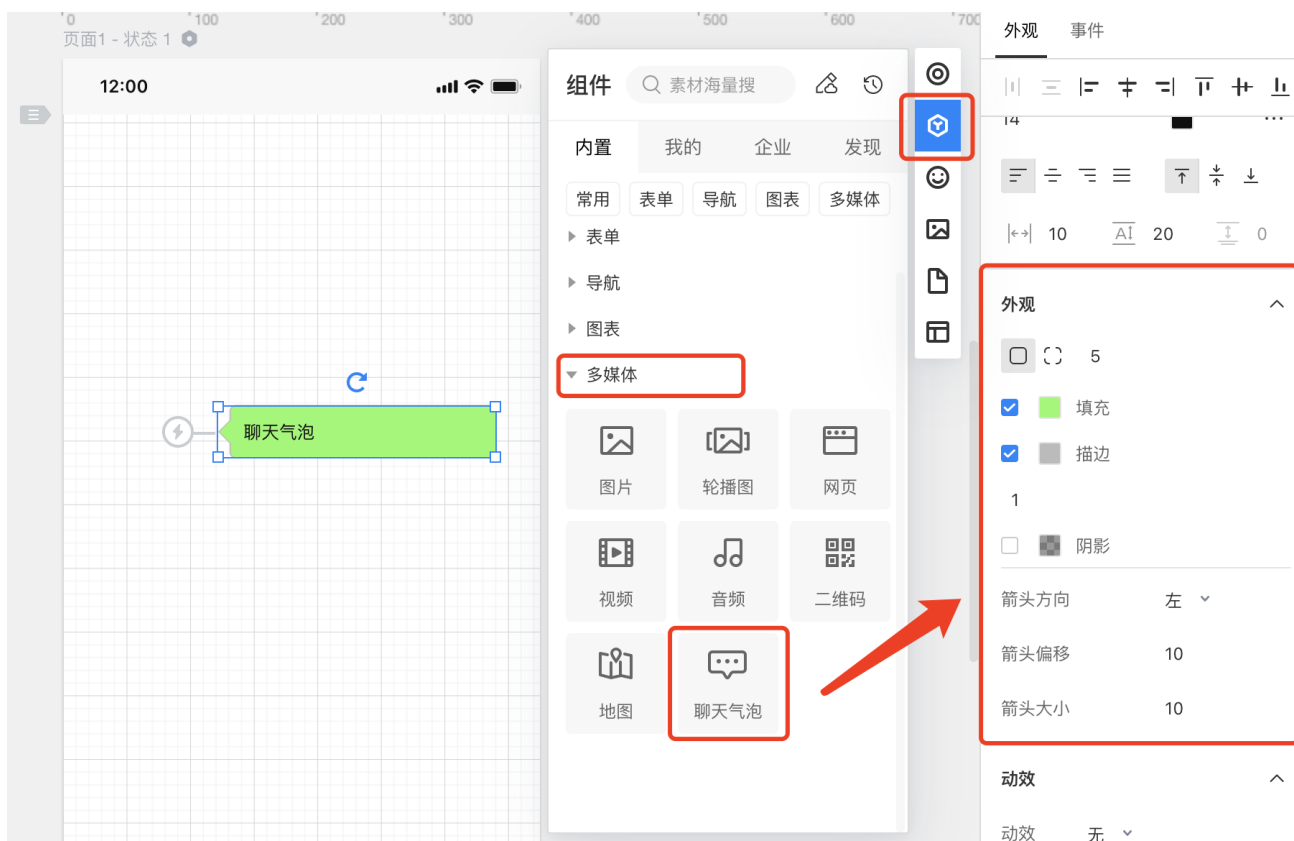 0 100 200 300 400 500 600 700
页面1 - 状态 1
12:00
聊天气泡
组件
素材海量搜
内置 我的 企业 发现
常用 表单 导航 图表 多媒体
表单
导航
图表
多媒体
图片 轮播图 网页
视频 音频 二维码
地图 聊天气泡
外观 事件
14
10 20 0
外观
5
填充
描边
1
阴影
箭头方向 左
箭头偏移 10
箭头大小 10
动效
动效 无